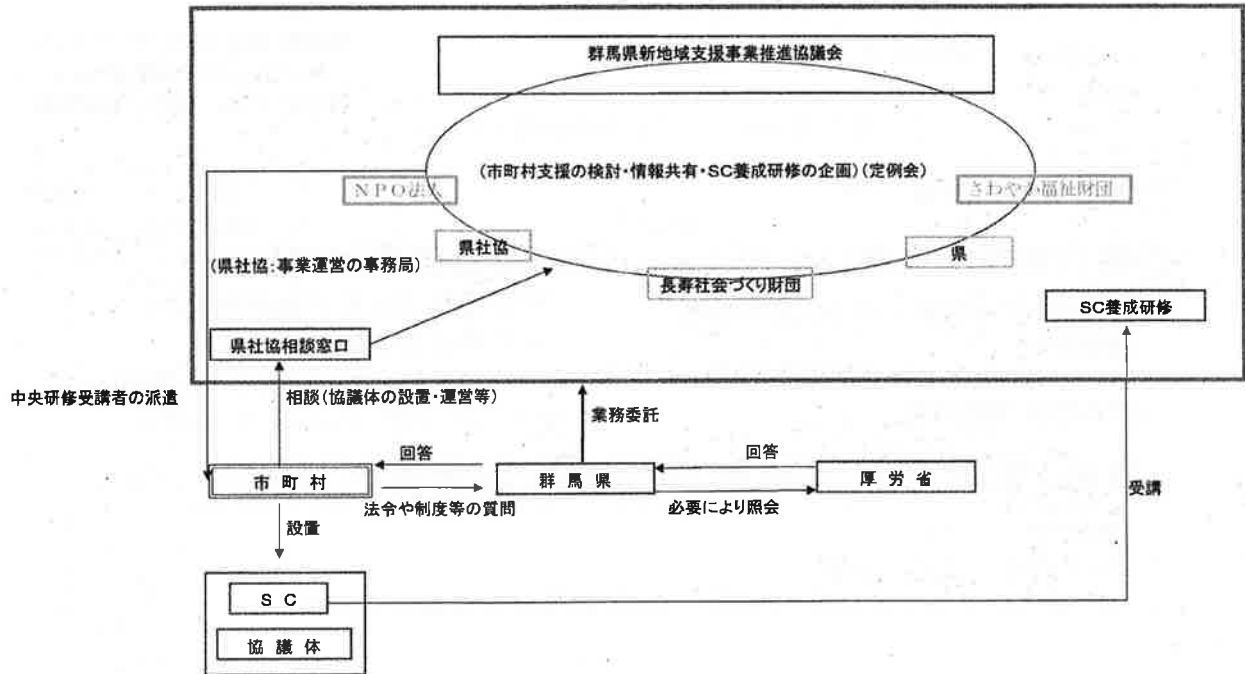 群馬県新地域支援事業推進協議会
(市町村支援の検討・情報共有・SC養成研修の企画)(定例会)
NPO法人
さわやか福祉財団
県社協
県
(県社協:事業運営の事務局)
長寿社会づくり財団
SC養成研修
県社協相談窓口
中央研修受講者の派遣
相談(協議体の設置・運営等)
業務委託
回答
回答
市町村
群馬県
厚労省
受講
法令や制度等の質問
必要により照会
設置
SC
協議体